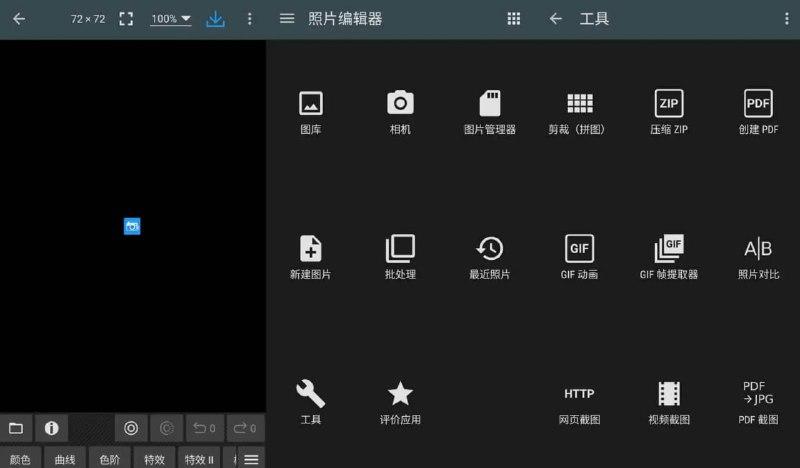 72 × 72
100%
照片编辑器
工具
图库
相机
图片管理器
剪裁（拼图）
ZIP
压缩 ZIP
PDF
创建 PDF
新建图片
批处理
最近照片
GIF
GIF 动画
GIF
GIF 帧提取器
A|B
照片对比
工具
评价应用
HTTP
网页截图
视频截图
PDF
→JPG
PDF 截图
0
0
颜色
曲线
色阶
特效
特效 II